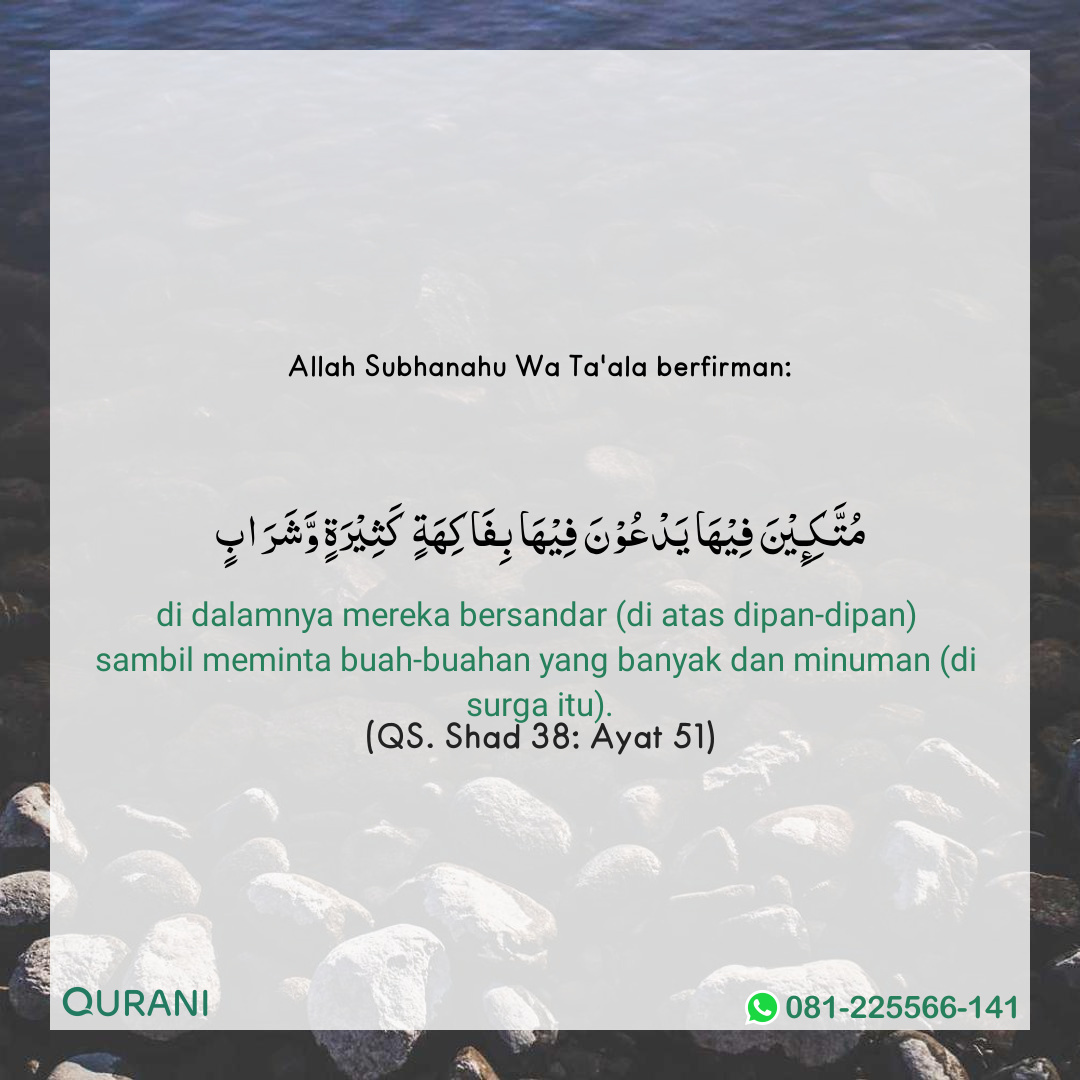 Allah Subhanahu Wa Ta'ala berfirman:
مُتَّكِـِٕيْنَ فِيْهَا يَدْعُوْنَ فِيْهَا بِفَاكِهَةٍ كَثِيْرَةٍ وَّشَرَابٍ
di dalamnya mereka bersandar (di atas dipan-dipan)
sambil meminta buah-buahan yang banyak dan minuman (di
surga itu).
(QS. Shad 38: Ayat 51)
QURANI
081-225566-141